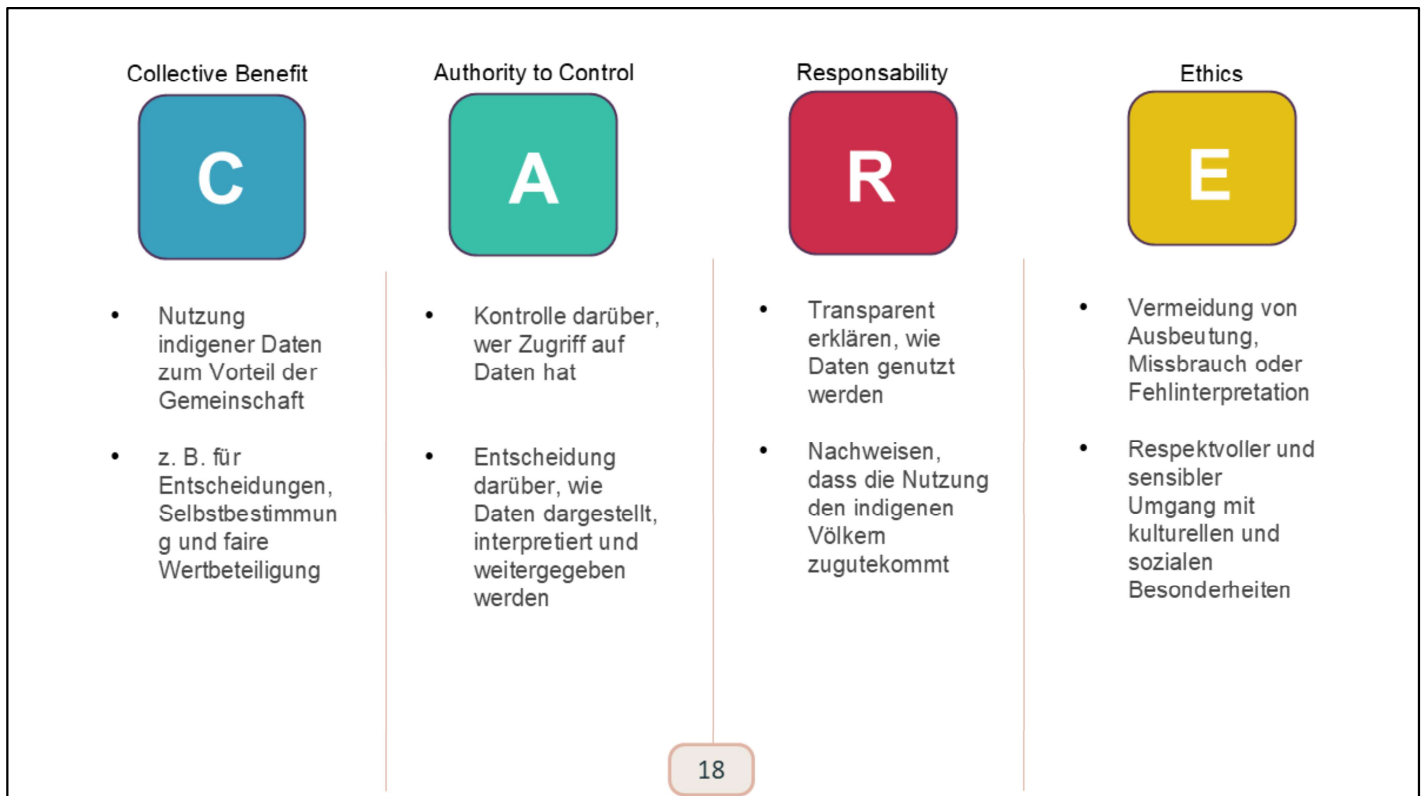 Collective Benefit
C
Nutzung
indigener Daten
zum Vorteil der
Gemeinschaft
z. B. für
Entscheidungen,
Selbstbestimmun
g und faire
Wertbeteiligung
Authority to Control
A
Kontrolle darüber,
wer Zugriff auf
Daten hat
Entscheidung
darüber, wie
Daten dargestellt,
interpretiert und
weitergegeben
werden
Responsability
R
Transparent
erklären, wie
Daten genutzt
werden
Nachweisen,
dass die Nutzung
den indigenen
Völkern
zugutekommt
Ethics
E
Vermeidung von
Ausbeutung,
Missbrauch oder
Fehlinterpretation
Respektvoller und
sensibler
Umgang mit
kulturellen und
sozialen
Besonderheiten
18